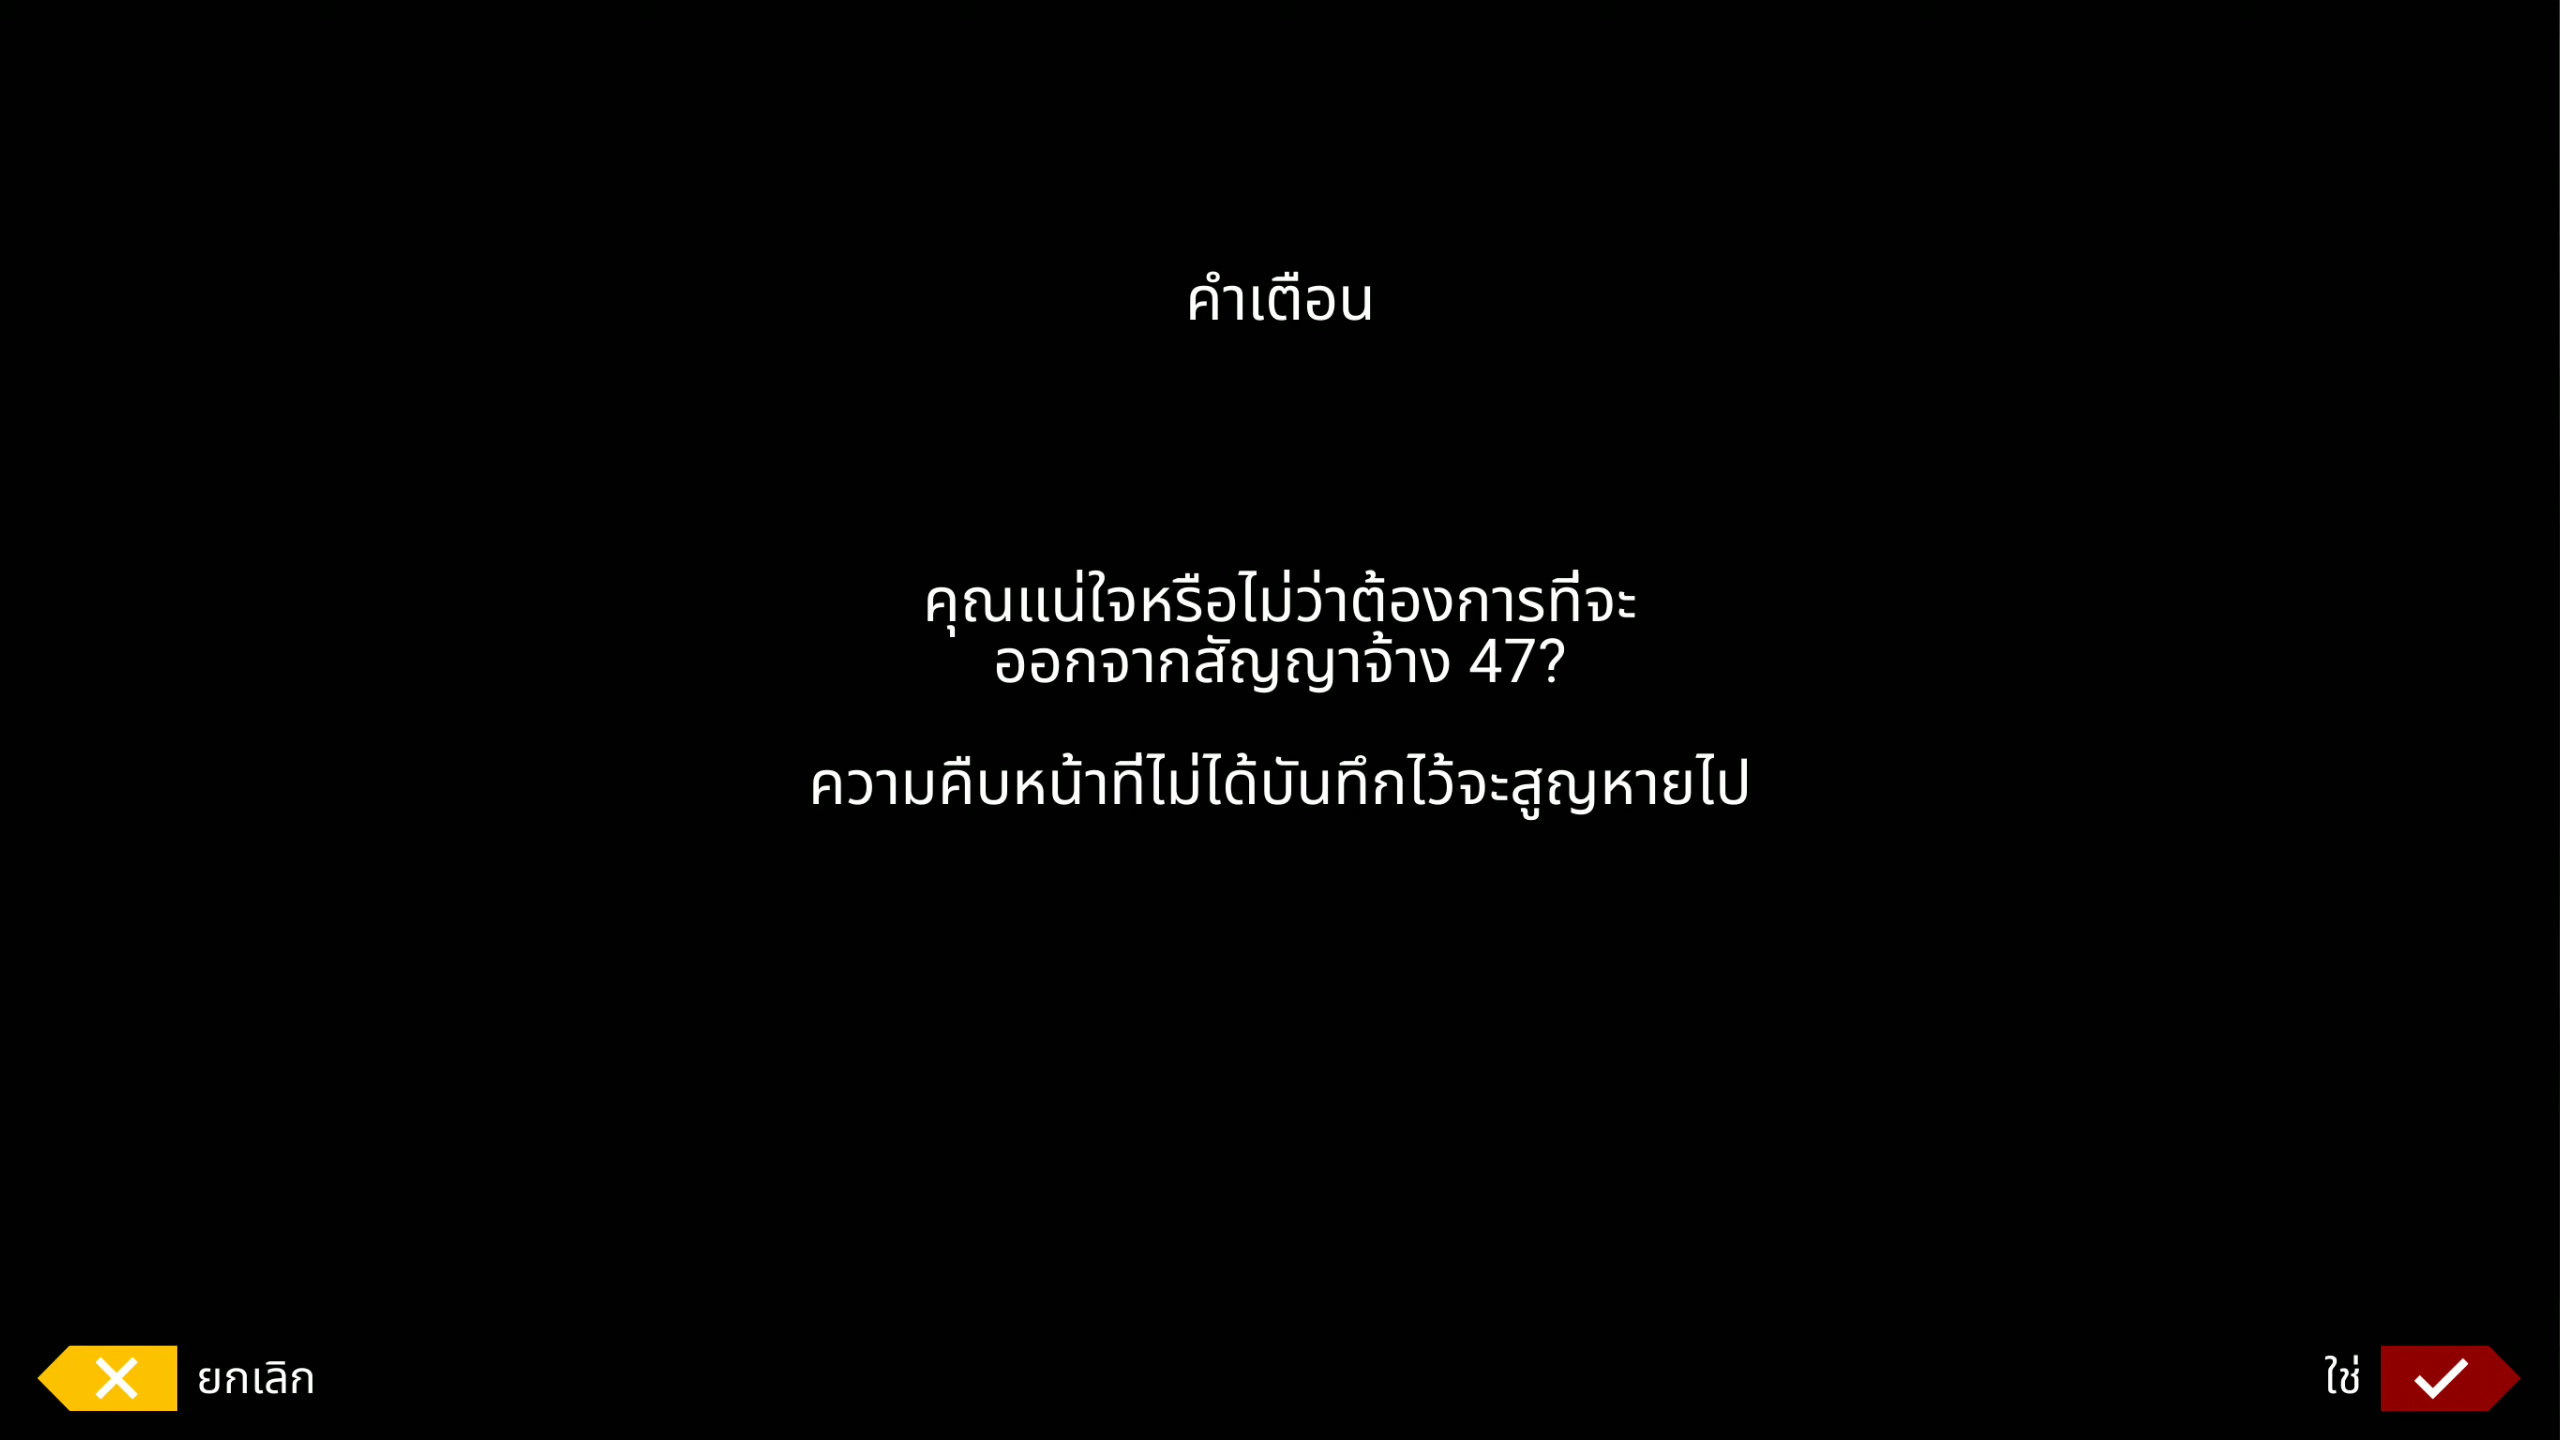 คำเตือน
คุณแน่ใจหรือไม่ว่าต้องการที่จะ
ออกจากสัญญาจ้าง 47?
ความคืบหน้าที่ไม่ได้บันทึกไว้จะสูญหายไป
ยกเลิก
ใช่